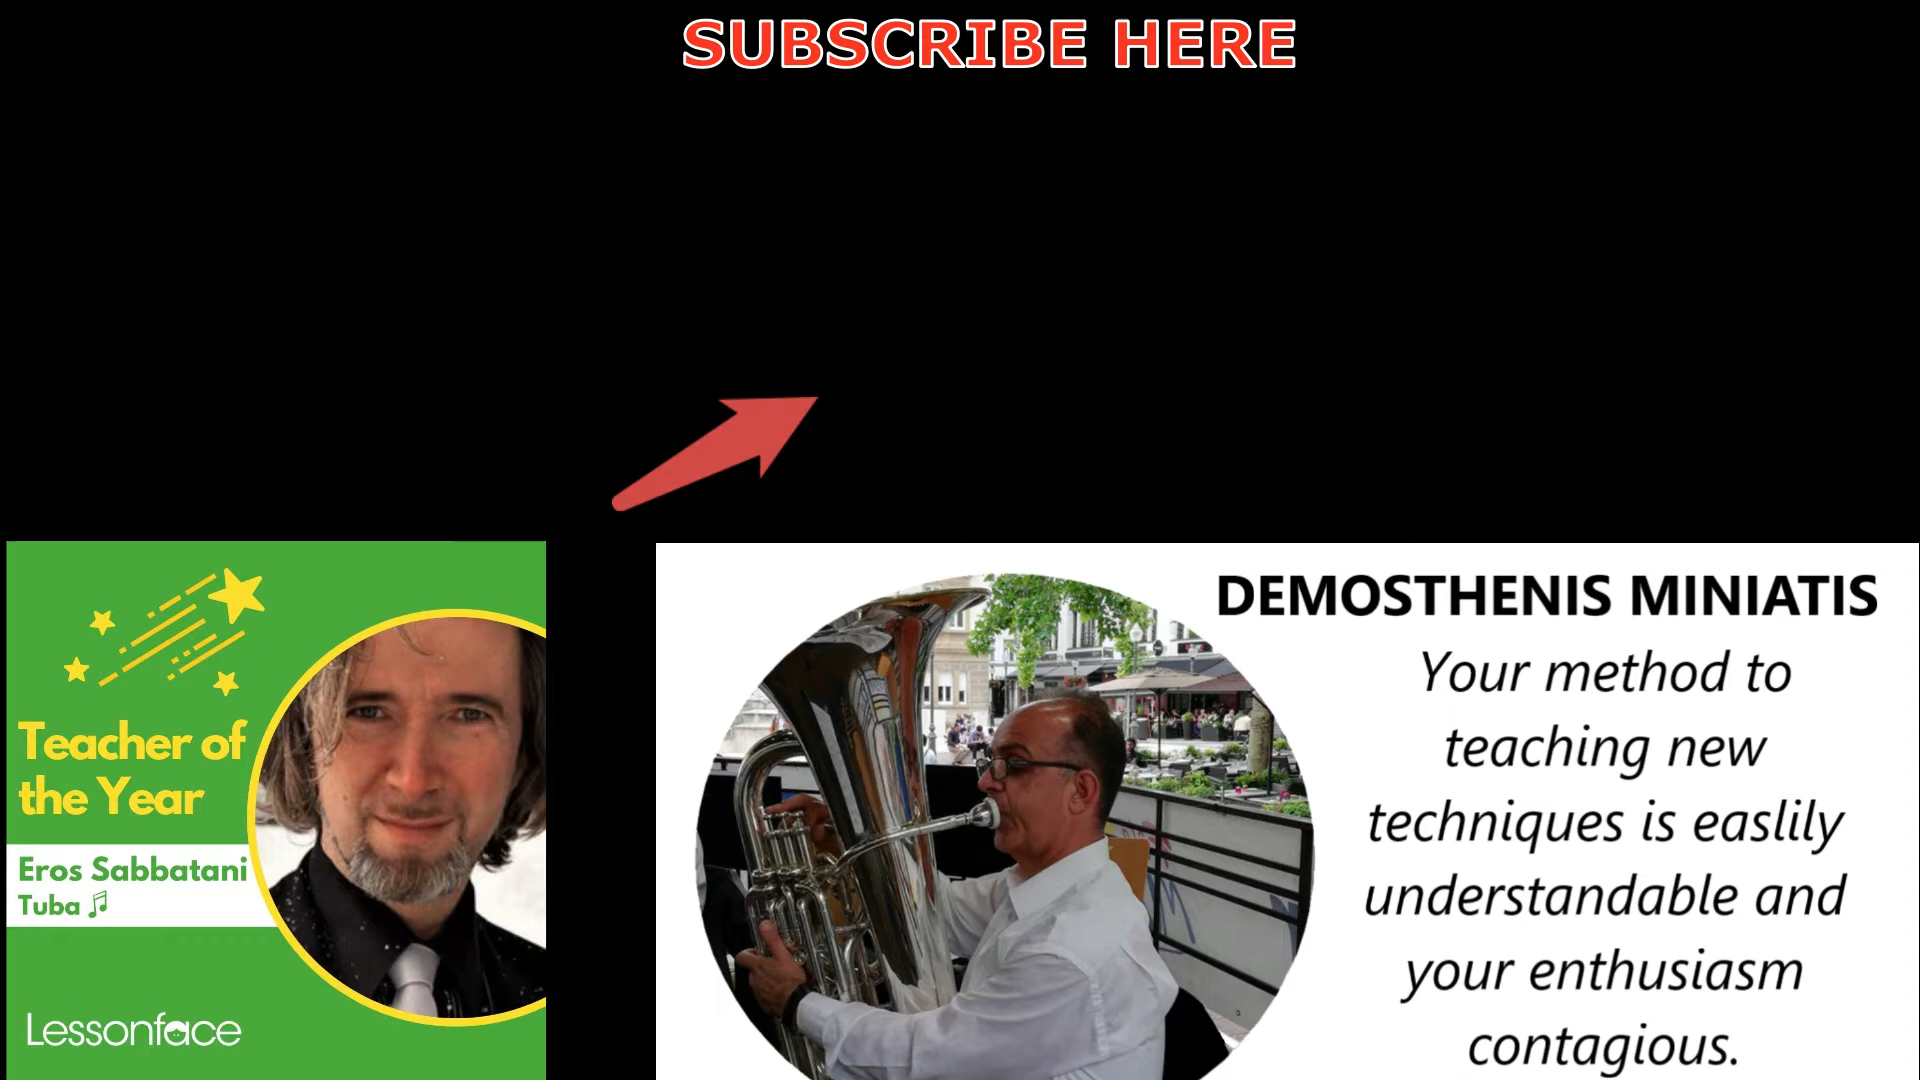 SUBSCRIBE HERE
Teacher of
the Year
Eros Sabbatani
Tuba
Lessonface
DEMOSTHENIS MINIATIS
Your method to
teaching new
techniques is easlily
understandable and
your enthusiasm
contagious.